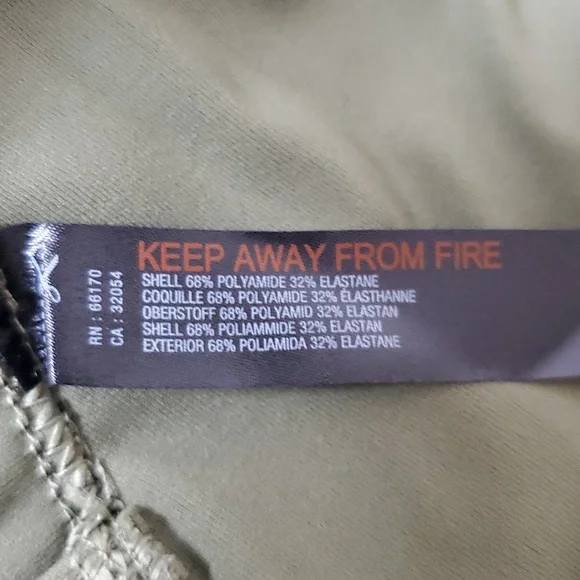 KEEP AWAY FROM FIRE
SHELL 68% POLYAMIDE 32% ELASTANE
COQUILLE 68% POLYAMIDE 32% ÉLASTHANNE
OBERSTOFF 68% POLYAMID 32% ELASTAN
SHELL 68% POLIAMMIDE 32% ELASTAN
EXTERIOR 68% POLIAMIDA 32% ELASTANE
RN : 66170
CA : 32054